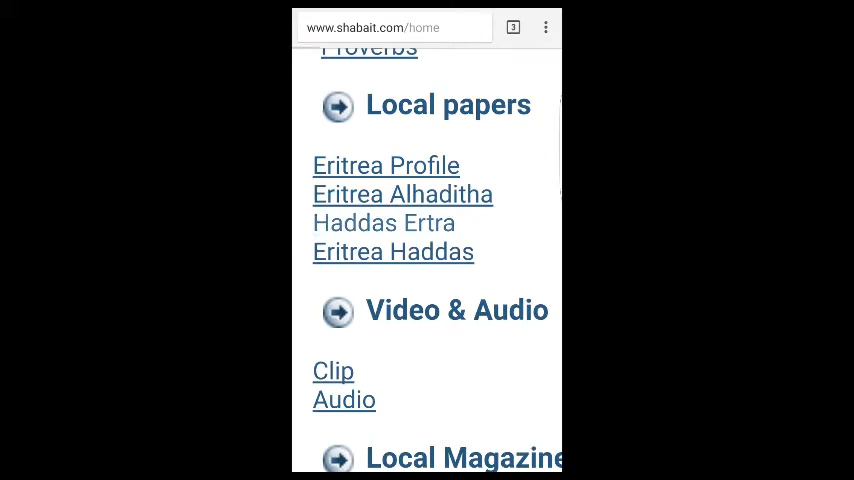 www.shabait.com/home
3
Proverbs
Local papers
Eritrea Profile
Eritrea Alhaditha
Haddas Ertra
Eritrea Haddas
Video & Audio
Clip
Audio
Local Magazine